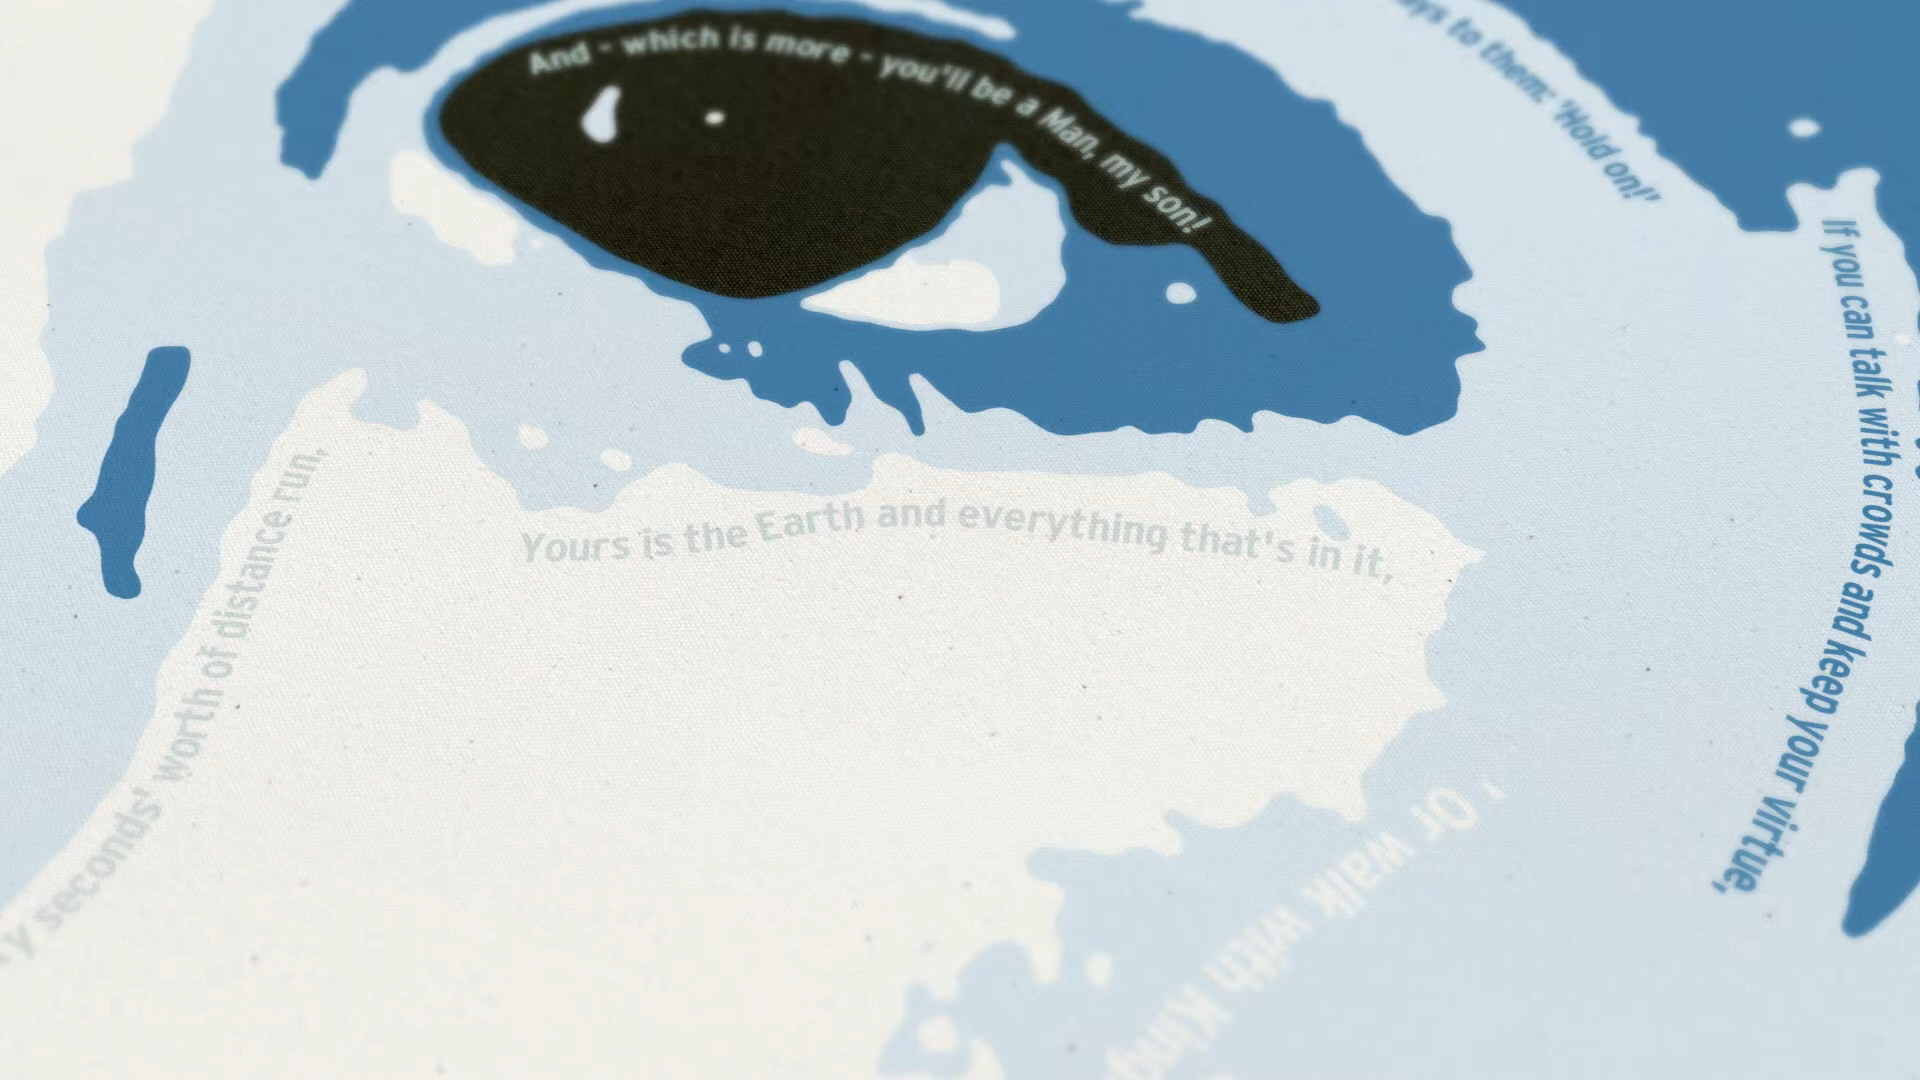 And - which is more - you'll be a Man, my son!
to them: 'Hold on!'
If you can talk with crowds and keep your virtue,
Yours is the Earth and everything that's in it,
seconds' worth of distance run,
' Or walk with King